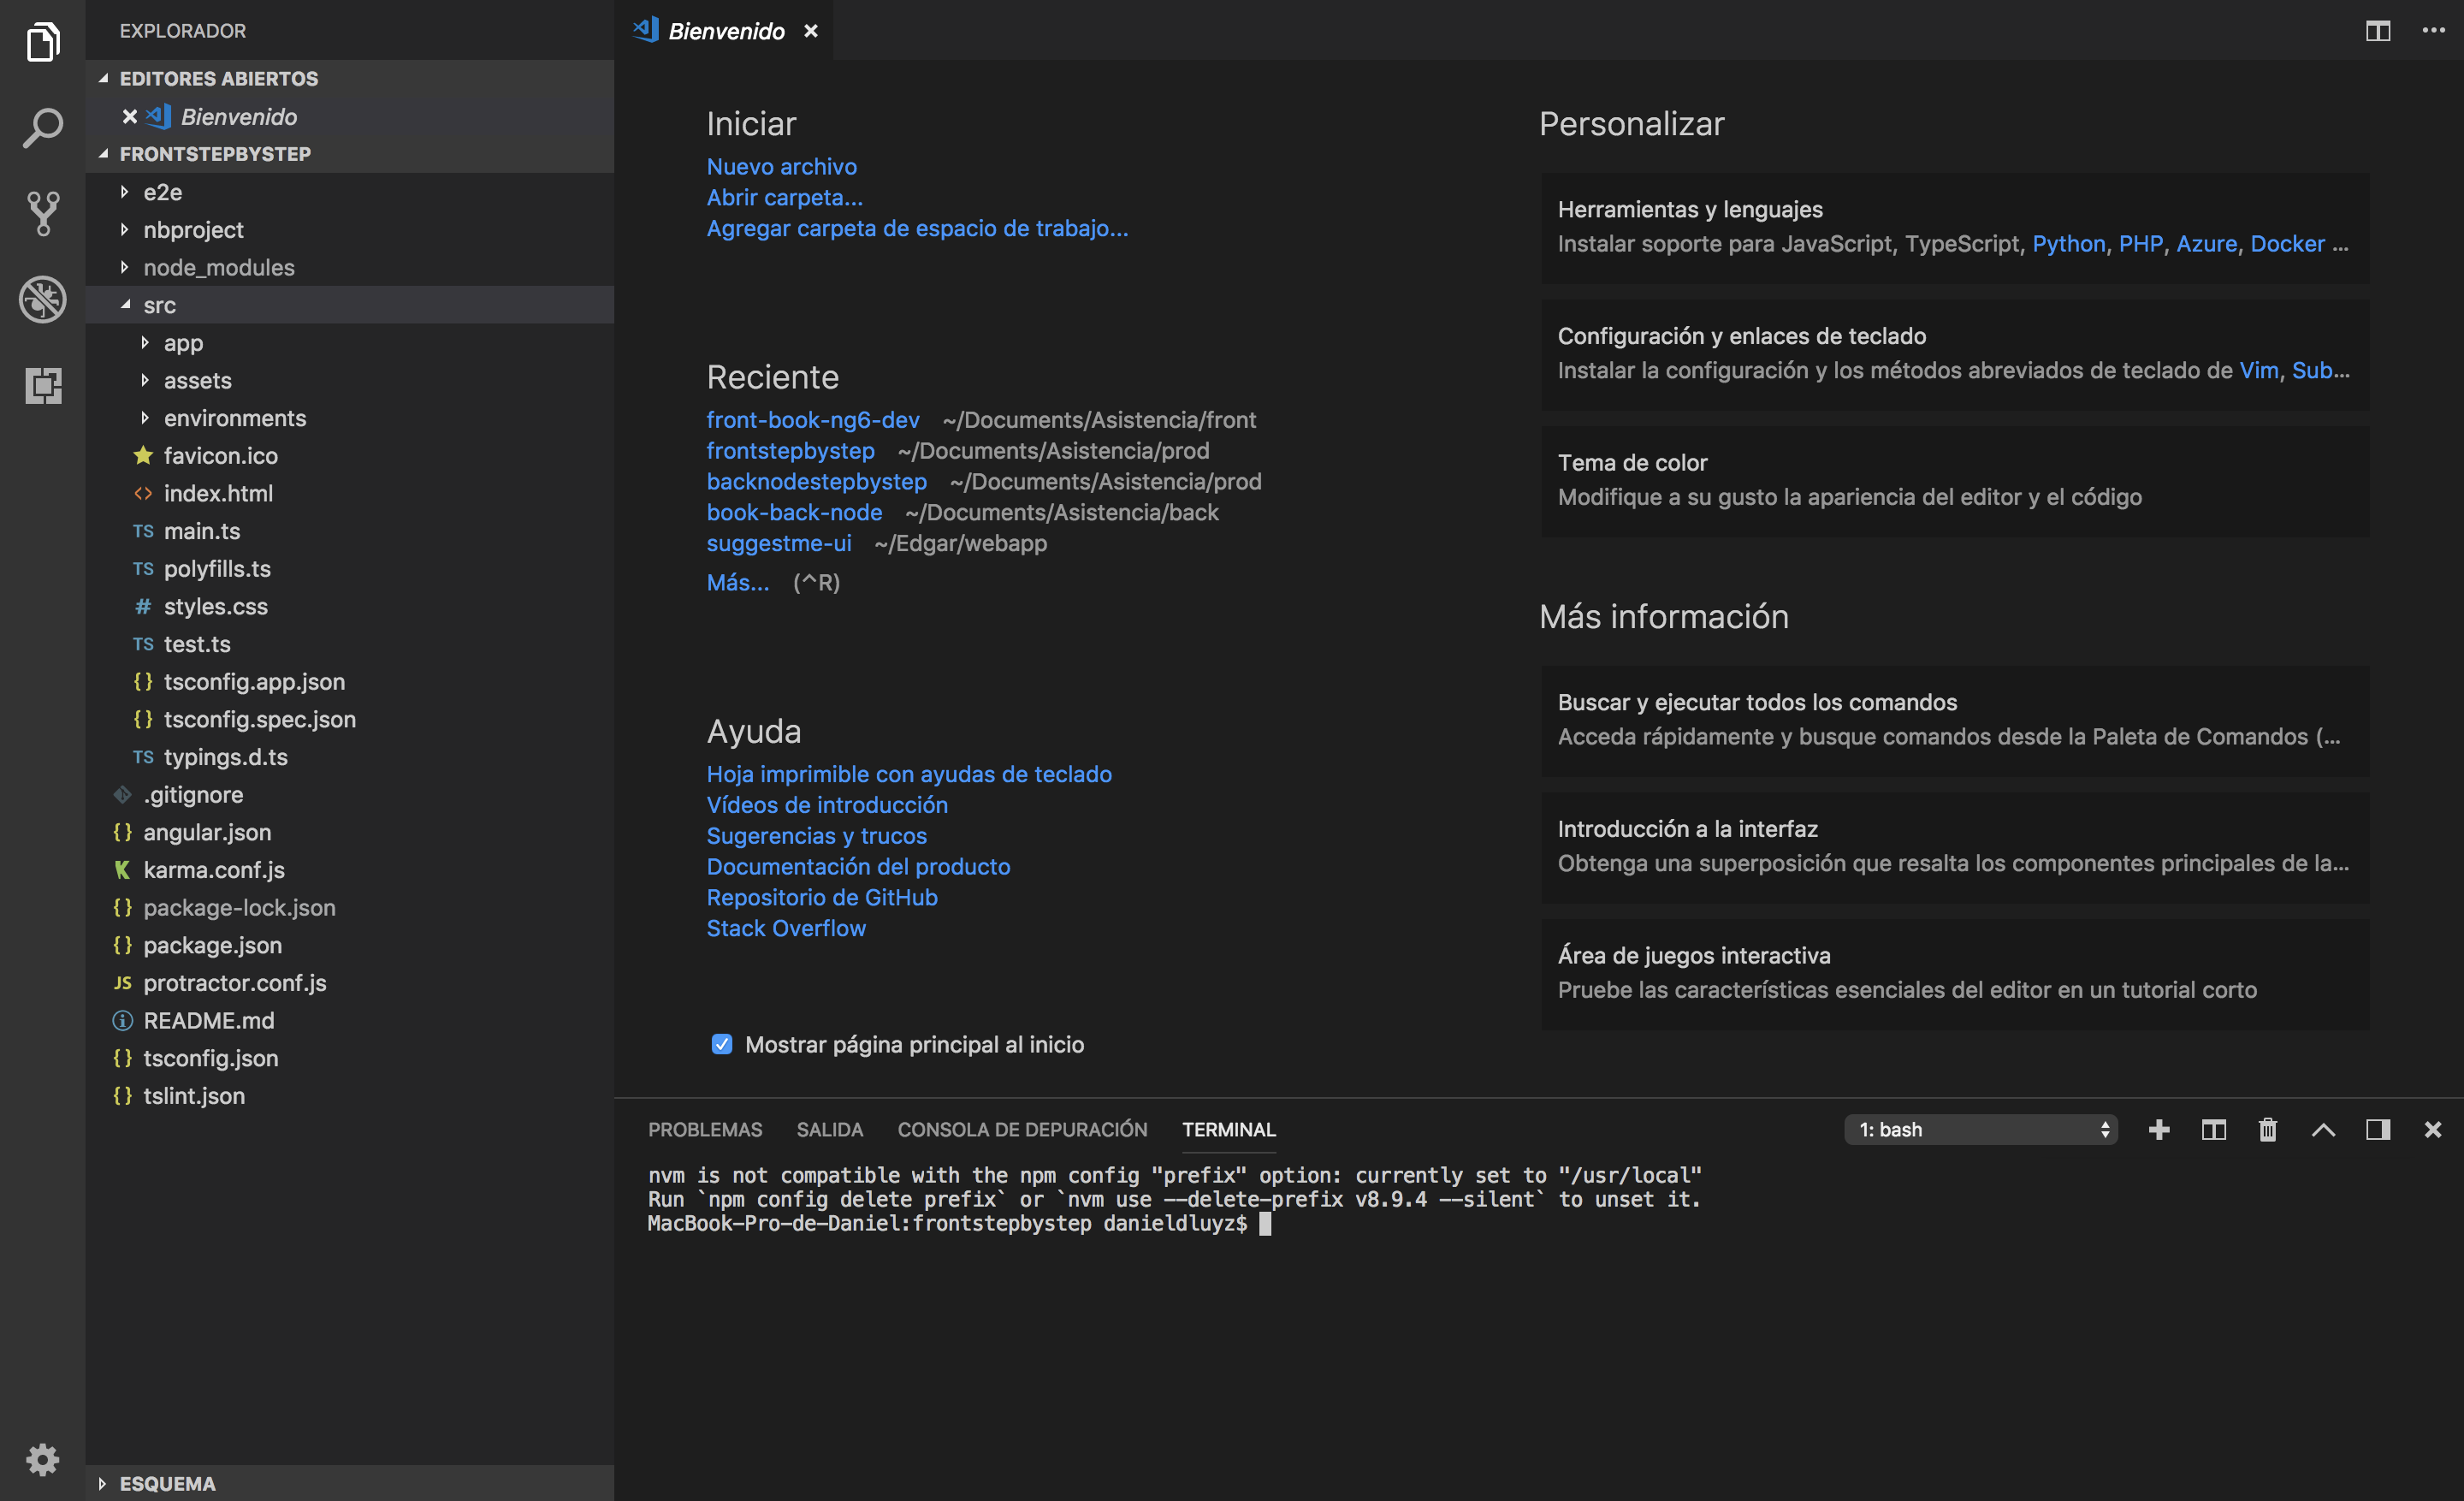 EXPLORADOR
EDITORES ABIERTOS
Bienvenido
FRONTSTEPBYSTEP
e2e
nbproject
node_modules
src
app
assets
environments
favicon.ico
<> index.html
TS main.ts
TS polyfills.ts
# styles.css
TS test.ts
{} tsconfig.app.json
{} tsconfig.spec.json
TS typings.d.ts
.gitignore
{} angular.json
karma.conf.js
{} package-lock.json
{} package.json
JS protractor.conf.js
README.md
{} tsconfig.json
{} tslint.json
ESQUEMA
Bienvenido
Iniciar
Nuevo archivo
Abrir carpeta...
Agregar carpeta de espacio de trabajo...
Reciente
front-book-ng6-dev ~/Documents/Asistencia/front
frontstepbystep ~/Documents/Asistencia/prod
backnodestepbystep ~/Documents/Asistencia/prod
book-back-node ~/Documents/Asistencia/back
suggestme-ui ~/Edgar/webapp
Más... (^R)
Ayuda
Hoja imprimible con ayudas de teclado
Vídeos de introducción
Sugerencias y trucos
Documentación del producto
Repositorio de GitHub
Stack Overflow
Mostrar página principal al inicio
Personalizar
Herramientas y lenguajes
Instalar soporte para JavaScript, TypeScript, Python, PHP, Azure, Docker ...
Configuración y enlaces de teclado
Instalar la configuración y los métodos abreviados de teclado de Vim, Sub...
Tema de color
Modifique a su gusto la apariencia del editor y el código
Más información
Buscar y ejecutar todos los comandos
Acceda rápidamente y busque comandos desde la Paleta de Comandos (...
Introducción a la interfaz
Obtenga una superposición que resalta los componentes principales de la...
Área de juegos interactiva
Pruebe las características esenciales del editor en un tutorial corto
PROBLEMAS SALIDA CONSOLA DE DEPURACIÓN TERMINAL 1: bash
nvm is not compatible with the npm config "prefix" option: currently set to "/usr/local"
Run `npm config delete prefix` or `nvm use --delete-prefix v8.9.4 --silent` to unset it.
MacBook-Pro-de-Daniel:frontstepbystep danieldluyz$